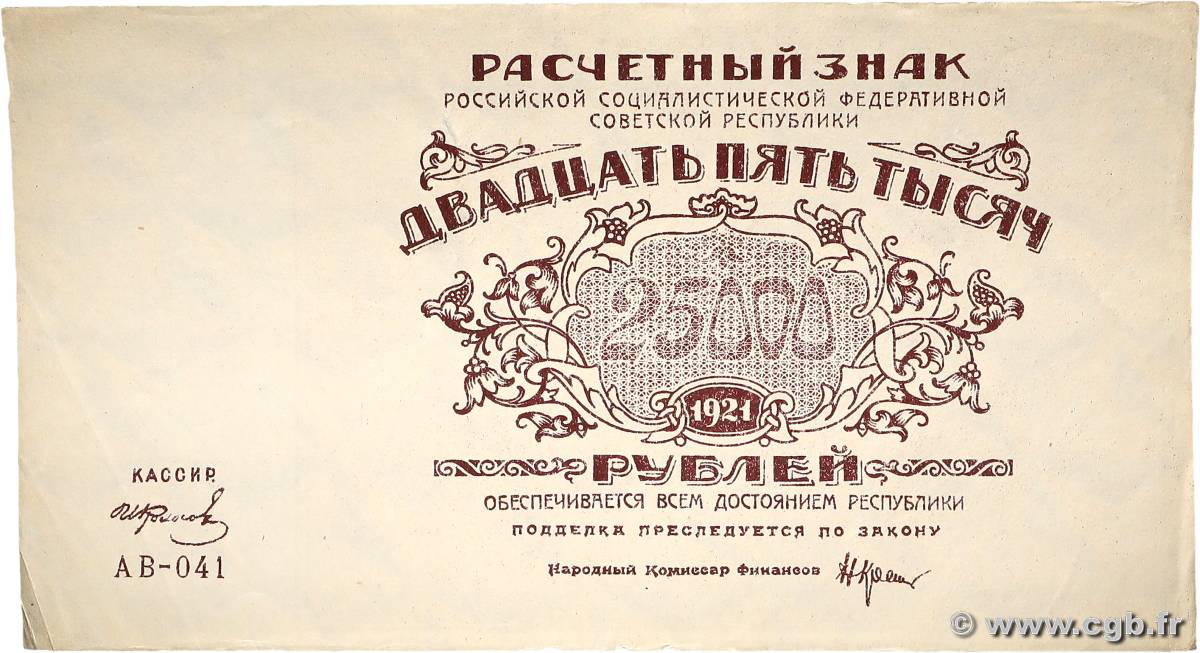 РАСЧЕТНЫЙ ЗНАК
РОССИЙСКОЙ СОЦИАЛИСТИЧЕСКОЙ ФЕДЕРАТИВНОЙ
СОВЕТСКОЙ РЕСПУБЛИКИ
ДВАДЦАТЬ ПЯТЬ ТЫСЯЧ
25000
1921
РУБЛЕЙ
ОБЕСПЕЧИВАЕТСЯ ВСЕМ ДОСТОЯНИЕМ РЕСПУБЛИКИ
ПОДДЕЛКА ПРЕСЛЕДУЕТСЯ ПО ЗАКОНУ
Народный Комиссар Финансов
КАССИР.
АВ-041
© www.cgb.fr